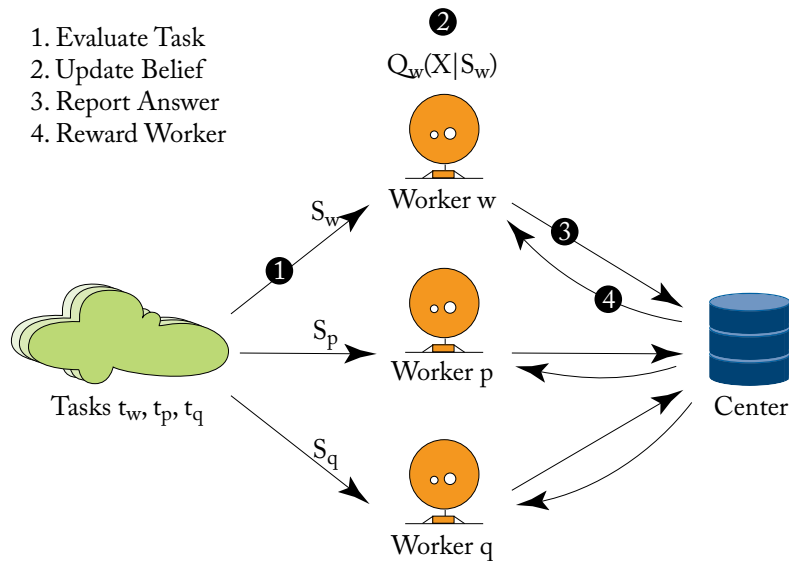 1. Evaluate Task
2. Update Belief
3. Report Answer
4. Reward Worker
2
Q_w(X|S_w)
Worker w
S_w
1
3
4
S_p
Worker p
Tasks t_w, t_p, t_q
Center
S_q
Worker q